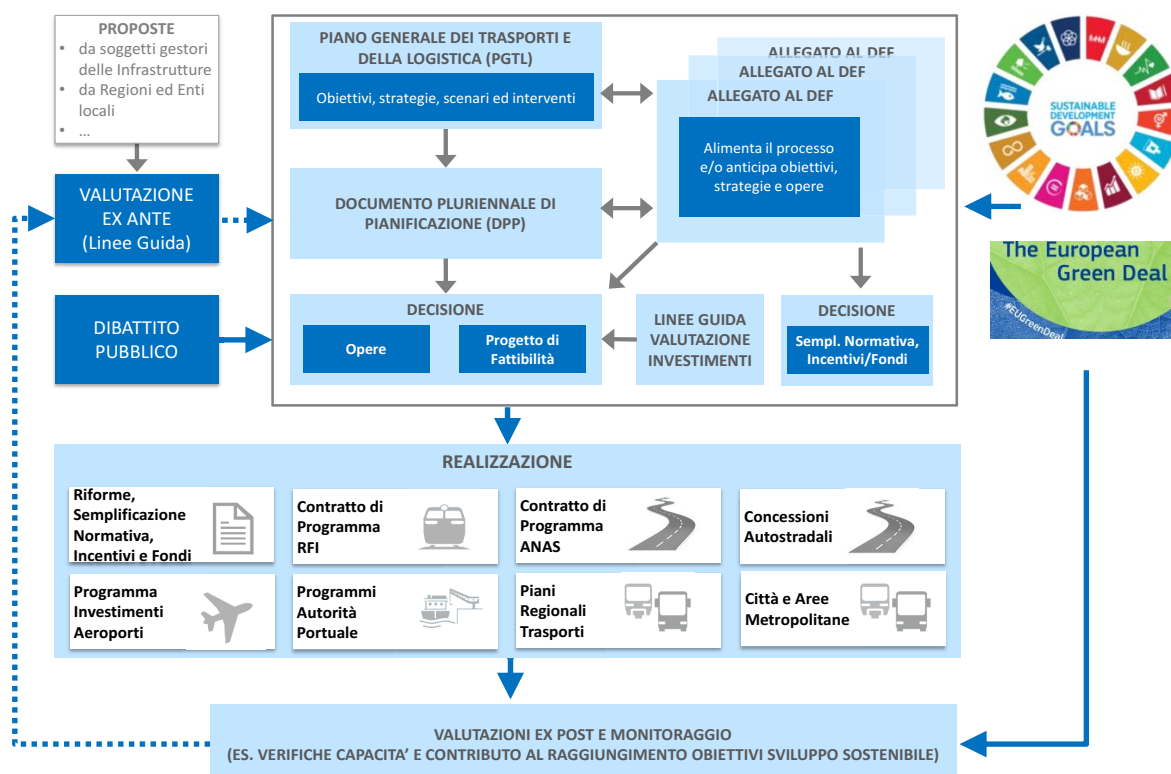 PROPOSTE
• da soggetti gestori
delle Infrastrutture
• da Regioni ed Enti
locali
• ...
VALUTAZIONE
EX ANTE
(Linee Guida)
DIBATTITO
PUBBLICO
PIANO GENERALE DEI TRASPORTI E
DELLA LOGISTICA (PGTL)
Obiettivi, strategie, scenari ed interventi
ALLEGATO AL DEF
ALLEGATO AL DEF
ALLEGATO AL DEF
Alimenta il processo
e/o anticipa obiettivi,
strategie e opere
DOCUMENTO PLURIENNALE DI
PIANIFICAZIONE (DPP)
DECISIONE
Opere
Progetto di
Fattibilità
LINEE GUIDA
VALUTAZIONE
INVESTIMENTI
DECISIONE
Sempl. Normativa,
Incentivi/Fondi
SUSTAINABLE
DEVELOPMENT
GOALS
The European
Green Deal
#EUGreenDeal
REALIZZAZIONE
Riforme,
Semplificazione
Normativa,
Incentivi e Fondi
Contratto di
Programma
RFI
Contratto di
Programma
ANAS
Concessioni
Autostradali
Programma
Investimenti
Aeroporti
Programmi
Autorità
Portuale
Piani
Regionali
Trasporti
Città e Aree
Metropolitane
VALUTAZIONI EX POST E MONITORAGGIO
(ES. VERIFICHE CAPACITA’ E CONTRIBUTO AL RAGGIUNGIMENTO OBIETTIVI SVILUPPO SOSTENIBILE)